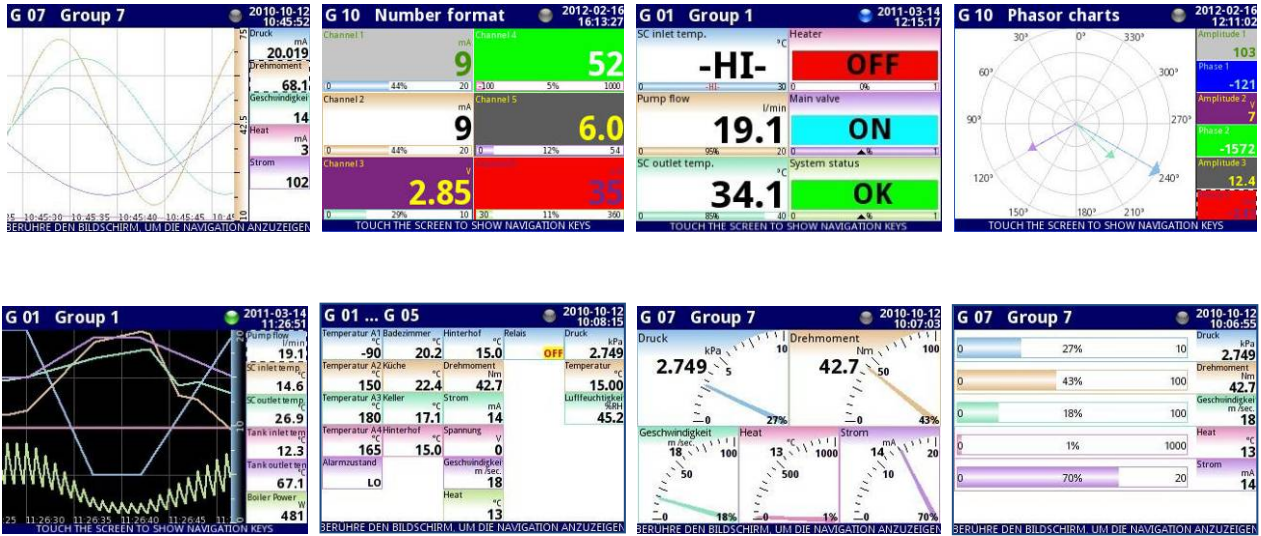 G 07 Group 7
2010-10-12
10:45:52
75
42.5
10
10:45:30 10:45:35 10:45:40
Druck
mA
20.019
Drehmoment
68.1
Geschwindigkei
14
Heat
mA
3
Strom
102
BERÜHRE DEN BILDSCHIRM, UM DIE NAVIGATION ANZUZEIGEN
G 10 Number format
2012-02-16
16:13:27
Channel 1
mA
9
0 44% 20
Channel 4
52
-100 5% 1000
Channel 2
mA
9
0 44% 20
Channel 5
6.0
0 12% 54
Channel 3
V
2.85
0 29% 10
35
30 11% 360
TOUCH THE SCREEN TO SHOW NAVIGATION KEYS
G 01 Group 1
2011-03-14
12:15:17
SC inlet temp.
°C
-HI-
0 -HI- 30
Heater
OFF
0 0% 1
Pump flow
l/min
19.1
0 95% 20
Main valve
ON
0 % 1
SC outlet temp.
°C
34.1
0 85% 40
System status
OK
0 % 1
TOUCH THE SCREEN TO SHOW NAVIGATION KEYS
G 10 Phasor charts
2012-02-16
12:11:02
30° 0° 330°
60° 300°
90° 270°
120° 240°
150° 180° 210°
Amplitude 1
103
Phase 1
-121
Amplitude 2
V
7
Phase 2
-1572
Amplitude 3
12.4
TOUCH THE SCREEN TO SHOW NAVIGATION KEYS
G 01 Group 1
2011-03-14
11:26:51
20
10
:25 11:26:30 11:26:35 11:26:40 11:26:45 11:2
Pump flow
l/min
19.1
SC inlet temp.
°C
14.6
SC outlet temp.
°C
26.9
Tank inlet tem
°C
12.3
Tank outlet ten
°C
67.1
Boiler Power
W
481
TOUCH THE SCREEN TO SHOW NAVIGATION KEYS
G 01 ... G 05
2010-10-12
10:08:15
Temperatur A1 Badezimmer Hinterhof Relais Druck
°C °C °C kPa
-90 20.2 15.0 OFF 2.749
Temperatur A2 Küche Drehmoment Temperatur
°C °C Nm °C
150 22.4 42.7 15.00
Temperatur A3 Keller Strom Luftfeuchtigkei
°C °C mA %RH
180 17.1 14 45.2
Temperatur A4 Hinterhof Spannung
°C °C V
165 15.0 0
Alarmzustand Geschwindigkei
m /sec.
LO 18
Heat
°C
13
BERÜHRE DEN BILDSCHIRM, UM DIE NAVIGATION ANZUZEIGEN
G 07 Group 7
2010-10-12
10:07:03
Druck
kPa
2.749
10
5
0
27%
Drehmoment
Nm
42.7
100
50
0
43%
Geschwindigkeit
m /sec.
18
100
50
0
18%
Heat
°C
13
1000
500
0
1%
Strom
mA
14
20
10
0
70%
BERÜHRE DEN BILDSCHIRM, UM DIE NAVIGATION ANZUZEIGEN
G 07 Group 7
2010-10-12
10:06:55
0 27% 10
Druck
kPa
2.749
0 43% 100
Drehmoment
Nm
42.7
0 18% 100
Geschwindigkei
m /sec.
18
0 1% 1000
Heat
°C
13
0 70% 20
Strom
mA
14
BERÜHRE DEN BILDSCHIRM, UM DIE NAVIGATION ANZUZEIGEN